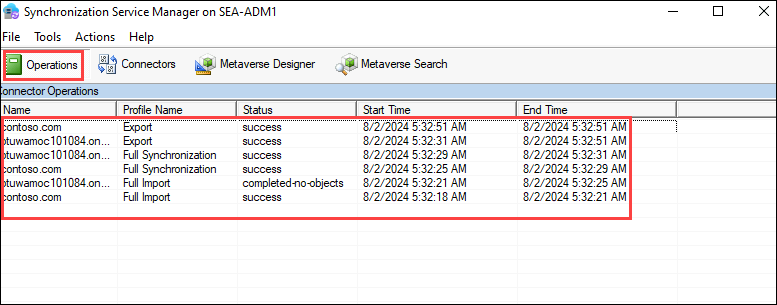 Synchronization Service Manager on SEA-ADM1
File Tools Actions Help
Operations Connectors Metaverse Designer Metaverse Search
Connector Operations
Name Profile Name Status Start Time End Time
contoso.com Export success 8/2/2024 5:32:51 AM 8/2/2024 5:32:51 AM
otuwamoc101084.on... Export success 8/2/2024 5:32:31 AM 8/2/2024 5:32:51 AM
otuwamoc101084.on... Full Synchronization success 8/2/2024 5:32:29 AM 8/2/2024 5:32:31 AM
contoso.com Full Synchronization success 8/2/2024 5:32:25 AM 8/2/2024 5:32:29 AM
otuwamoc101084.on... Full Import completed-no-objects 8/2/2024 5:32:21 AM 8/2/2024 5:32:25 AM
contoso.com Full Import success 8/2/2024 5:32:18 AM 8/2/2024 5:32:21 AM